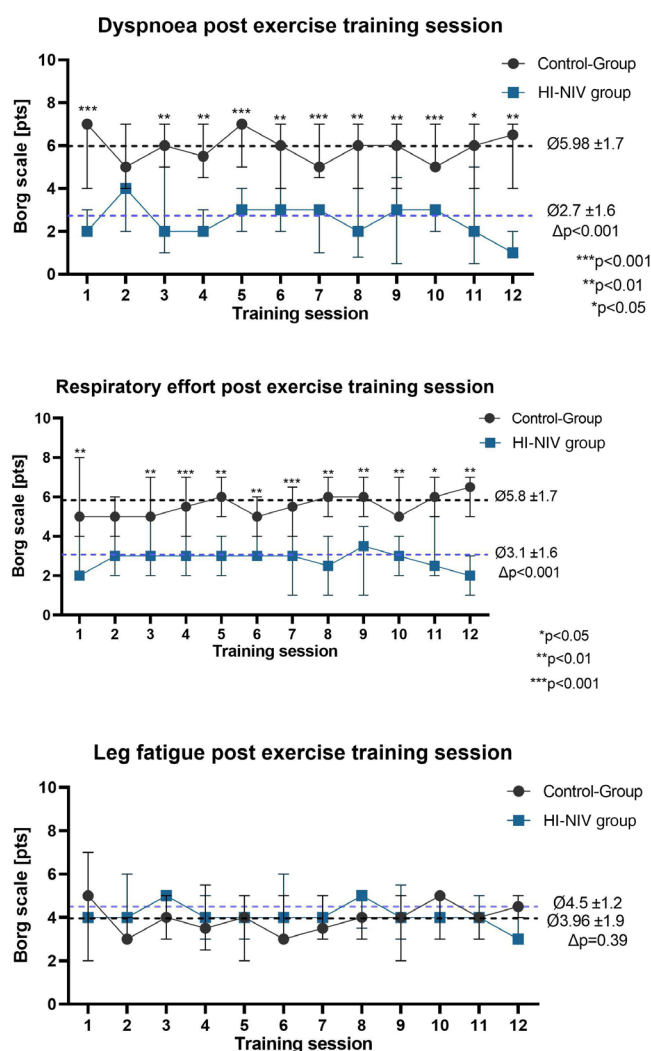 Dyspnoea post exercise training session
Control-Group
HI-NIV group
Borg scale [pts]
10
8
6
4
2
0
*** ** ** *** ** *** ** ** *** * **
Ø5.98 ±1.7
Ø2.7 ±1.6
Δp<0.001
***p<0.001
**p<0.01
*p<0.05
1 2 3 4 5 6 7 8 9 10 11 12
Training session
Respiratory effort post exercise training session
Control-Group
HI-NIV group
Borg scale [pts]
10
8
6
4
2
0
** ** *** ** ** *** ** ** ** * **
Ø5.8 ±1.7
Ø3.1 ±1.6
Δp<0.001
1 2 3 4 5 6 7 8 9 10 11 12
Training session
*p<0.05
**p<0.01
***p<0.001
Leg fatigue post exercise training session
Control-Group
HI-NIV group
Borg scale [pts]
10
8
6
4
2
0
Ø4.5 ±1.2
Ø3.96 ±1.9
Δp=0.39
1 2 3 4 5 6 7 8 9 10 11 12
Training session